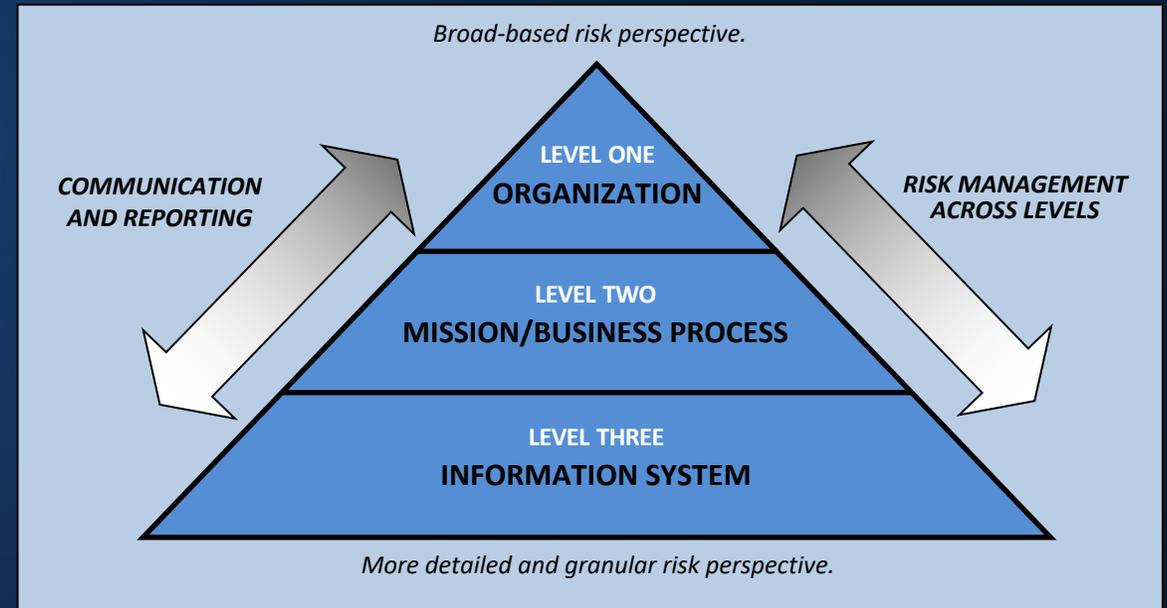 Broad-based risk perspective.
LEVEL ONE
ORGANIZATION
COMMUNICATION
AND REPORTING
RISK MANAGEMENT
ACROSS LEVELS
LEVEL TWO
MISSION/BUSINESS PROCESS
LEVEL THREE
INFORMATION SYSTEM
More detailed and granular risk perspective.